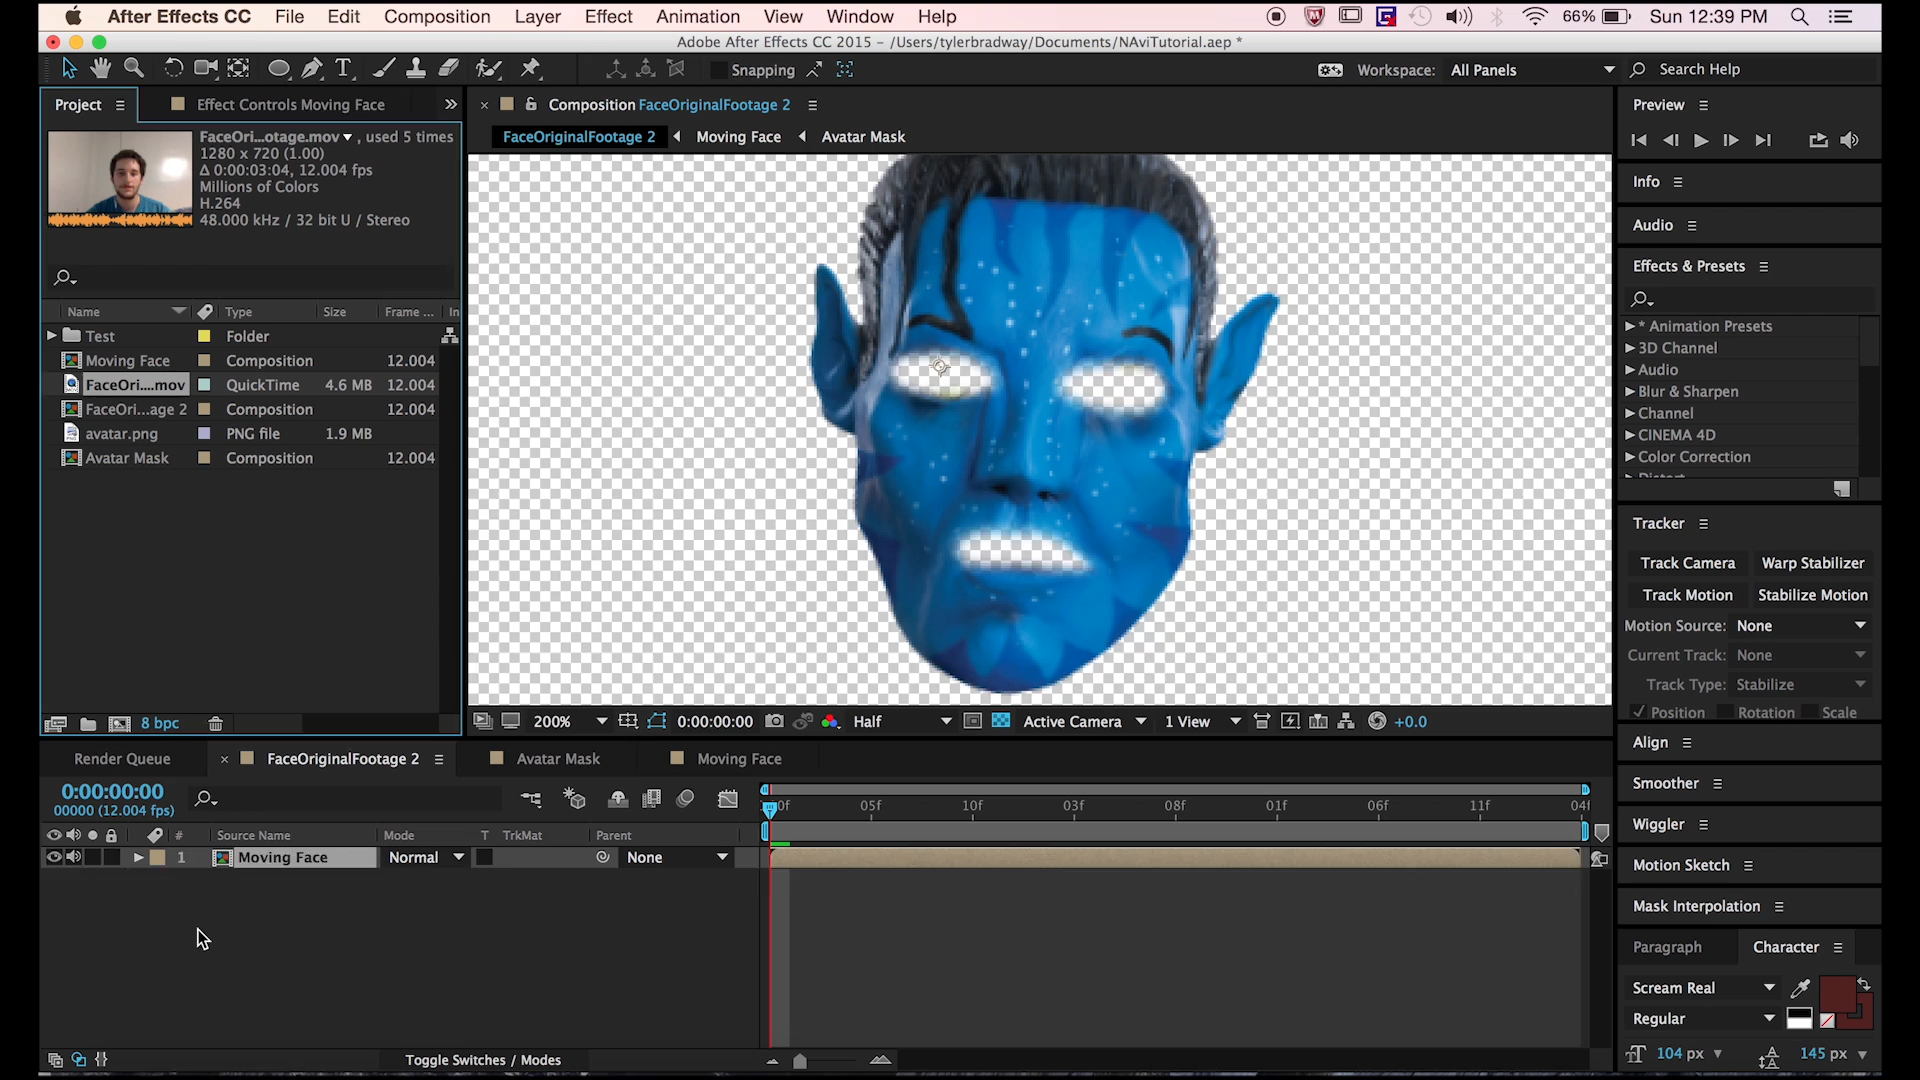 After Effects CC File Edit Composition Layer Effect Animation View Window Help 66% Sun 12:39 PM
Adobe After Effects CC 2015 – /Users/tylerbradway/Documents/NAviTutorial.aep *
Snapping Workspace: All Panels Search Help
Project Effect Controls Moving Face
FaceOri...otage.mov , used 5 times
1280 x 720 (1.00)
Δ 0:00:03:04, 12.004 fps
Millions of Colors
H.264
48.000 kHz / 32 bit U / Stereo
Name Type Size Frame ... In
Test Folder
Moving Face Composition 12.004
FaceOri....mov QuickTime 4.6 MB 12.004
FaceOri...age 2 Composition 12.004
avatar.png PNG file 1.9 MB
Avatar Mask Composition 12.004
8 bpc
Composition FaceOriginalFootage 2
FaceOriginalFootage 2 Moving Face Avatar Mask
200% 0:00:00:00 Half Active Camera 1 View +0.0
Preview
Info
Audio
Effects & Presets
* Animation Presets
3D Channel
Audio
Blur & Sharpen
Channel
CINEMA 4D
Color Correction
Tracker
Track Camera Warp Stabilizer
Track Motion Stabilize Motion
Motion Source: None
Current Track: None
Track Type: Stabilize
Position Rotation Scale
Align
Smoother
Wiggler
Motion Sketch
Mask Interpolation
Paragraph Character
Scream Real
Regular
104 px 145 px
Render Queue FaceOriginalFootage 2 Avatar Mask Moving Face
0:00:00:00
00000 (12.004 fps)
0f 05f 10f 03f 08f 01f 06f 11f 04f
# Source Name Mode T TrkMat Parent
1 Moving Face Normal None
Toggle Switches / Modes